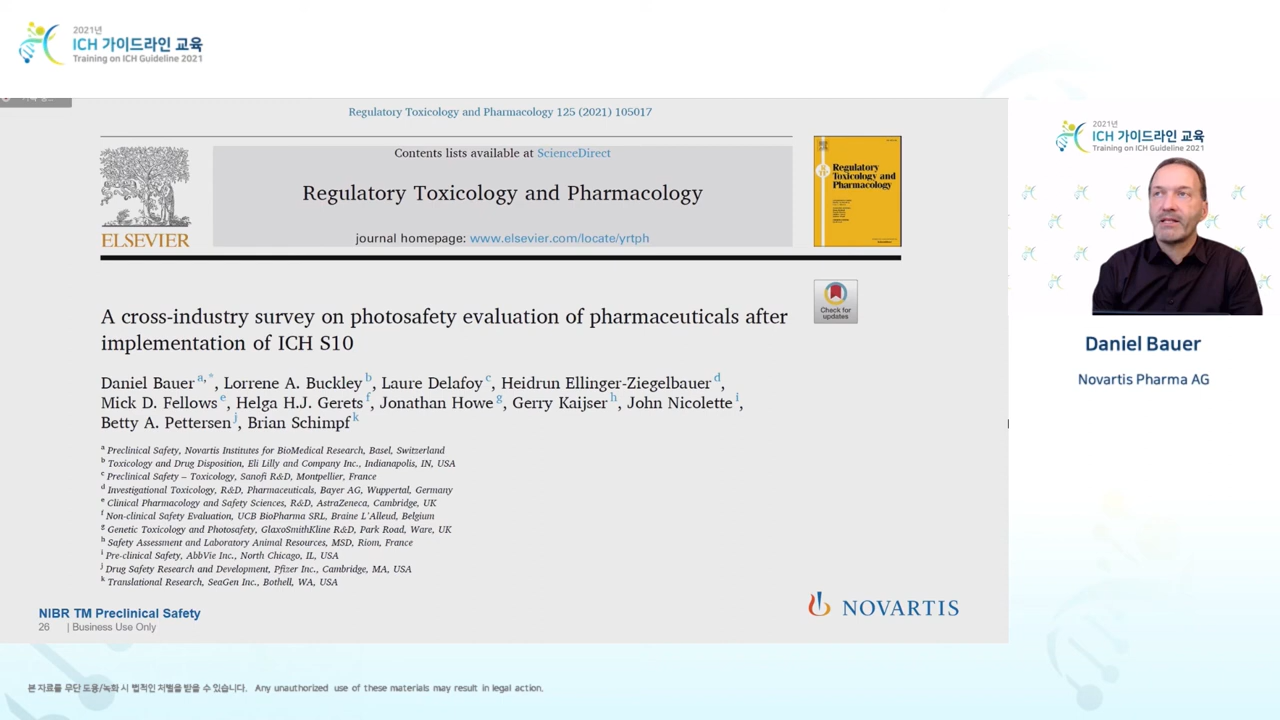 2021년
ICH 가이드라인 교육
Training on ICH Guideline 2021
Regulatory Toxicology and Pharmacology 125 (2021) 105017
Contents lists available at ScienceDirect
Regulatory Toxicology and Pharmacology
journal homepage: www.elsevier.com/locate/yrtph
ELSEVIER
Regulatory
Toxicology and
Pharmacology
Check for
updates
A cross-industry survey on photosafety evaluation of pharmaceuticals after
implementation of ICH S10
Daniel Bauer a,*, Lorrene A. Buckley b, Laure Delafoy c, Heidrun Ellinger-Ziegelbauer d,
Mick D. Fellows e, Helga H.J. Gerets f, Jonathan Howe g, Gerry Kaijser h, John Nicolette i,
Betty A. Pettersen j, Brian Schimpf k
a Preclinical Safety, Novartis Institutes for BioMedical Research, Basel, Switzerland
b Toxicology and Drug Disposition, Eli Lilly and Company Inc., Indianapolis, IN, USA
c Preclinical Safety – Toxicology, Sanofi R&D, Montpellier, France
d Investigational Toxicology, R&D, Pharmaceuticals, Bayer AG, Wuppertal, Germany
e Clinical Pharmacology and Safety Sciences, R&D, AstraZeneca, Cambridge, UK
f Non-clinical Safety Evaluation, UCB BioPharma SRL, Braine L'Alleud, Belgium
g Genetic Toxicology and Photosafety, GlaxoSmithKline R&D, Park Road, Ware, UK
h Safety Assessment and Laboratory Animal Resources, MSD, Riom, France
i Pre-clinical Safety, AbbVie Inc., North Chicago, IL, USA
j Drug Safety Research and Development, Pfizer Inc., Cambridge, MA, USA
k Translational Research, SeaGen Inc., Bothell, WA, USA
NIBR TM Preclinical Safety
26 | Business Use Only
NOVARTIS
2021년
ICH 가이드라인 교육
Training on ICH Guideline 2021
Daniel Bauer
Novartis Pharma AG
본 자료를 무단 도용/녹화 시 법적인 처벌을 받을 수 있습니다. Any unauthorized use of these materials may result in legal action.